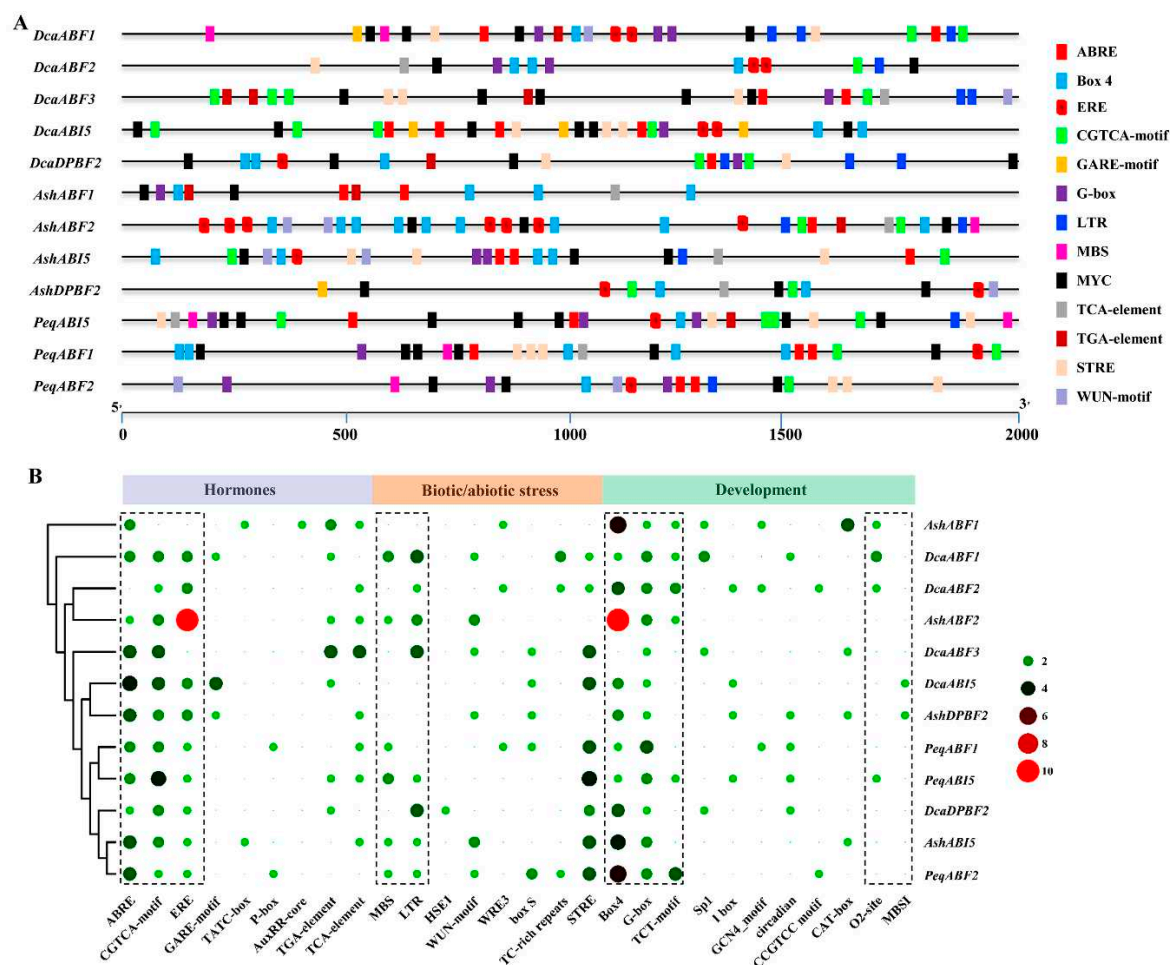 A
DcaABF1
DcaABF2
DcaABF3
DcaABI5
DcaDPBF2
AshABF1
AshABF2
AshABI5
AshDPBF2
PeqABI5
PeqABF1
PeqABF2
ABRE
Box 4
ERE
CGTCA-motif
GARE-motif
G-box
LTR
MBS
MYC
TCA-element
TGA-element
STRE
WUN-motif
5' 3'
0 500 1000 1500 2000
B
Hormones Biotic/abiotic stress Development
AshABF1
DcaABF1
DcaABF2
AshABF2
DcaABF3
DcaABI5
AshDPBF2
PeqABF1
PeqABI5
DcaDPBF2
AshABI5
PeqABF2
2
4
6
8
10
ABRE
CGTCA-motif
ERE
GARE-motif
TATC-box
P-box
AuxRR-core
TGA-element
TCA-element
MBS
LTR
HSE1
WUN-motif
WRE3
box S
TC-rich repeats
STRE
Box4
G-box
TCT-motif
Sp1
I box
GCN4_motif
circadian
CCGTCC motif
CAT-box
O2-site
MBSI